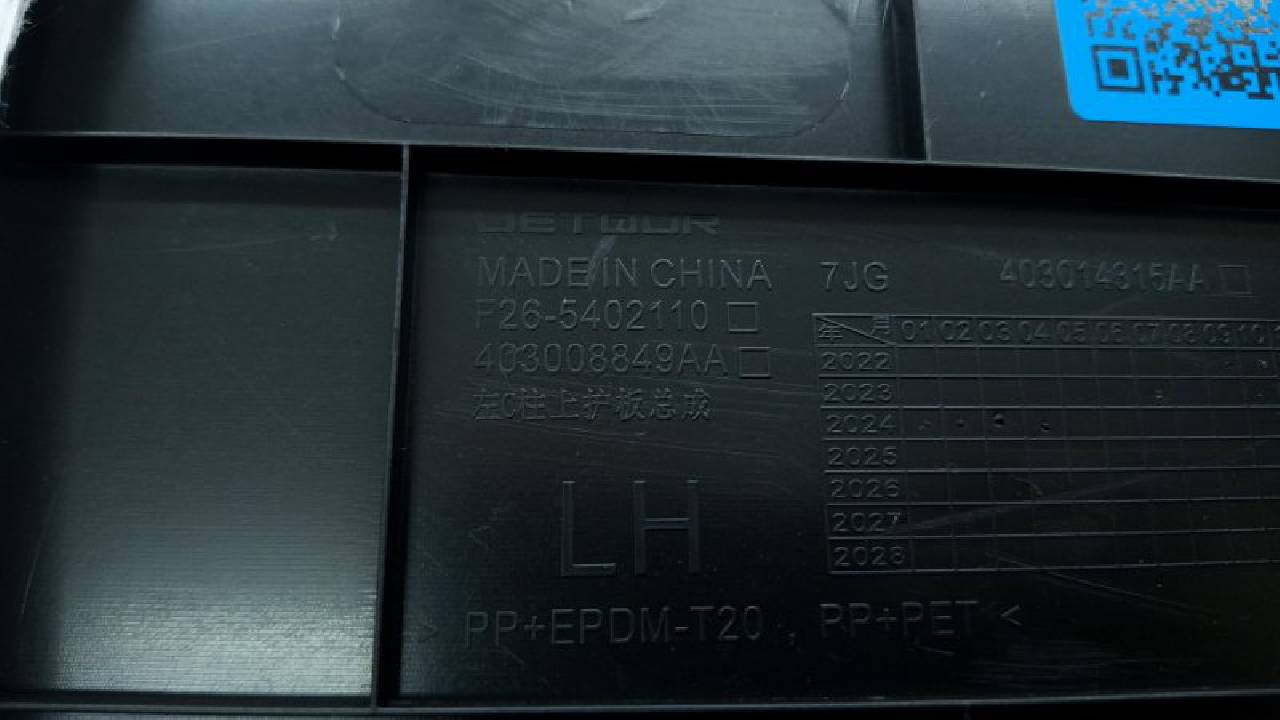 JETOUR
MADE IN CHINA
F26-5402110
403008849AA
左C柱上护板总成
LH
>PP+EPDM-T20 , PP+PET<
7JG
403014315AA
年 月 01 02 03 04 05 06 07 08 09 10
2022
2023
2024
2025
2026
2027
2028